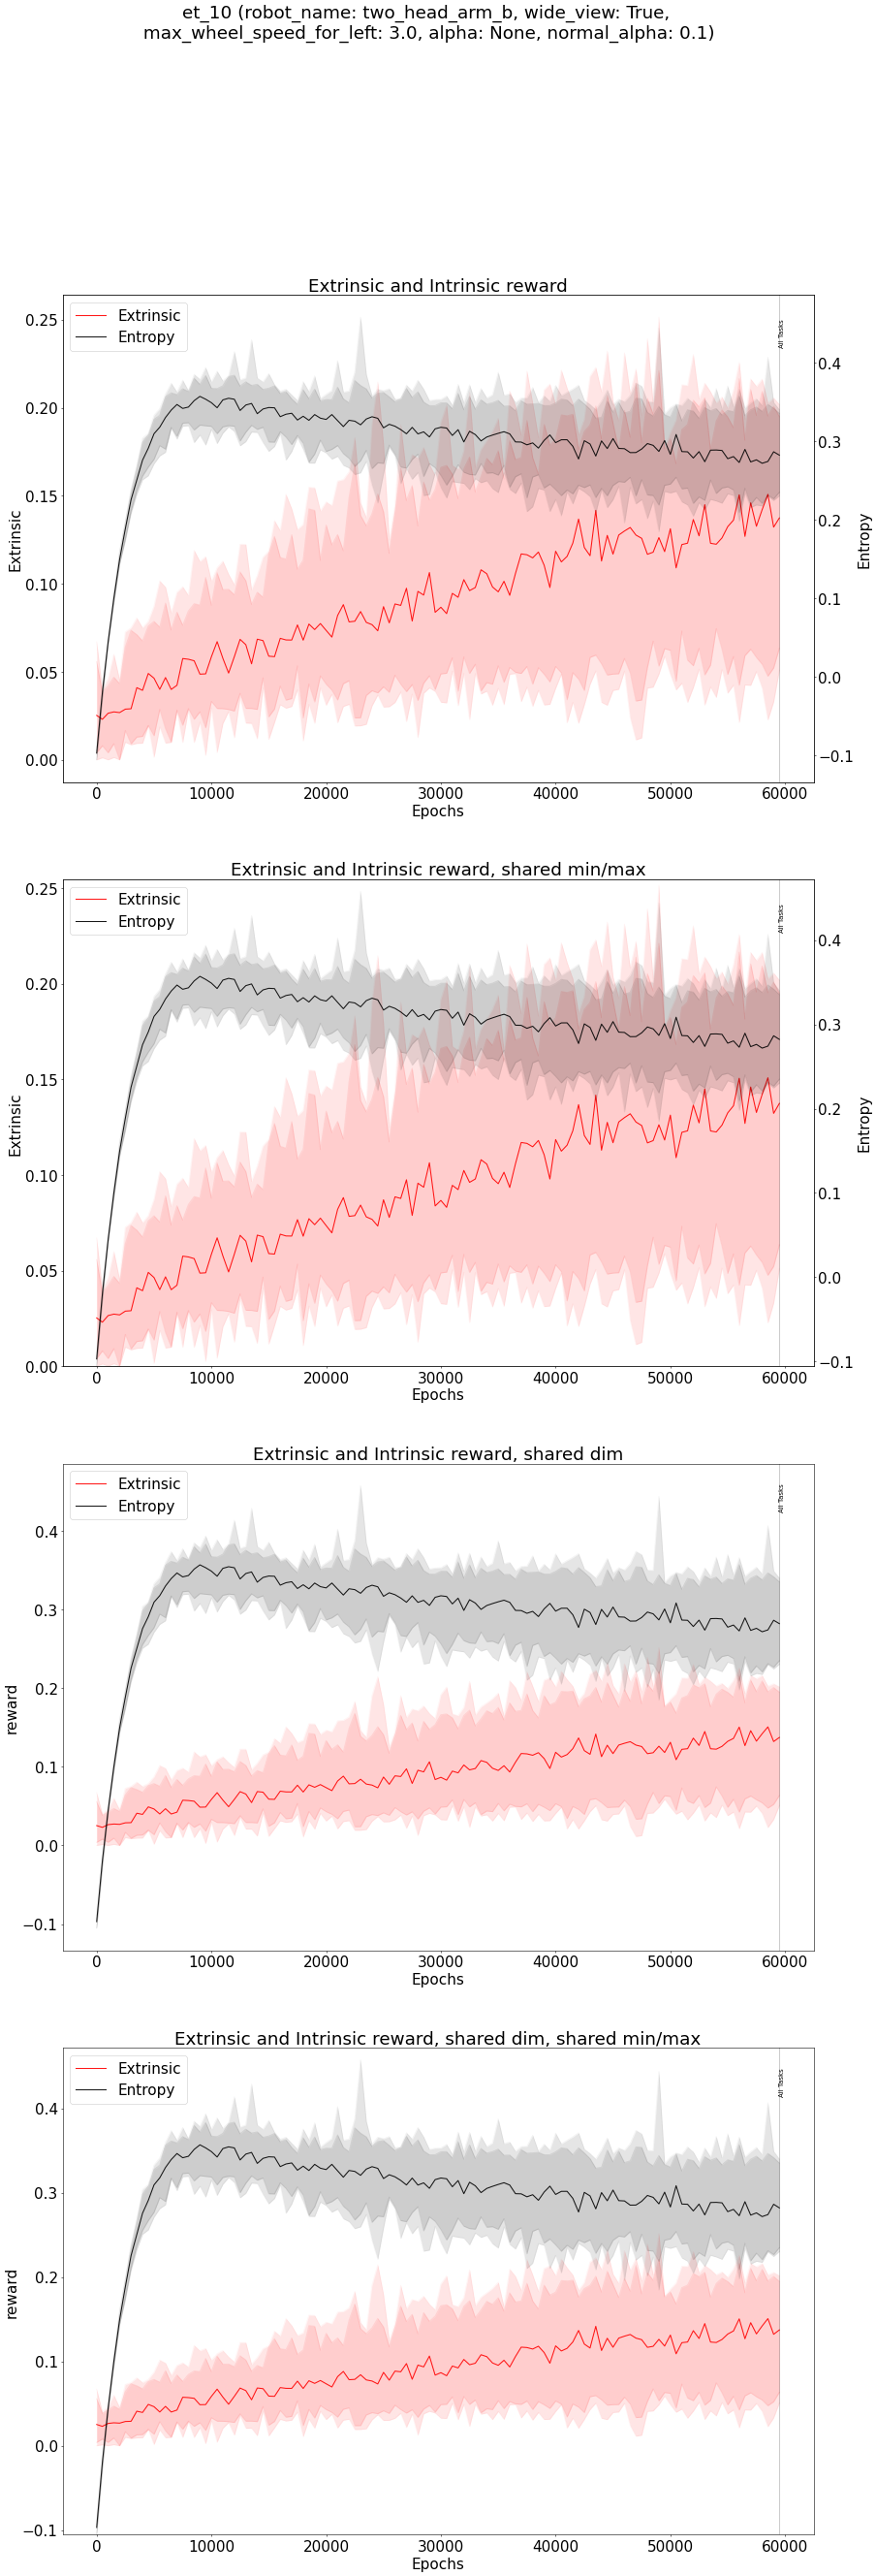 et_10 (robot_name: two_head_arm_b, wide_view: True,
max_wheel_speed_for_left: 3.0, alpha: None, normal_alpha: 0.1)
Extrinsic and Intrinsic reward
Extrinsic
Entropy
All Tasks
0.25
0.20
0.15
0.10
0.05
0.00
Extrinsic
0.4
0.3
0.2
0.1
0.0
−0.1
Entropy
0 10000 20000 30000 40000 50000 60000
Epochs
Extrinsic and Intrinsic reward, shared min/max
Extrinsic
Entropy
All Tasks
0.25
0.20
0.15
0.10
0.05
0.00
Extrinsic
0.4
0.3
0.2
0.1
0.0
−0.1
Entropy
0 10000 20000 30000 40000 50000 60000
Epochs
Extrinsic and Intrinsic reward, shared dim
Extrinsic
Entropy
All Tasks
0.4
0.3
0.2
0.1
0.0
−0.1
reward
0 10000 20000 30000 40000 50000 60000
Epochs
Extrinsic and Intrinsic reward, shared dim, shared min/max
Extrinsic
Entropy
All Tasks
0.4
0.3
0.2
0.1
0.0
−0.1
reward
0 10000 20000 30000 40000 50000 60000
Epochs